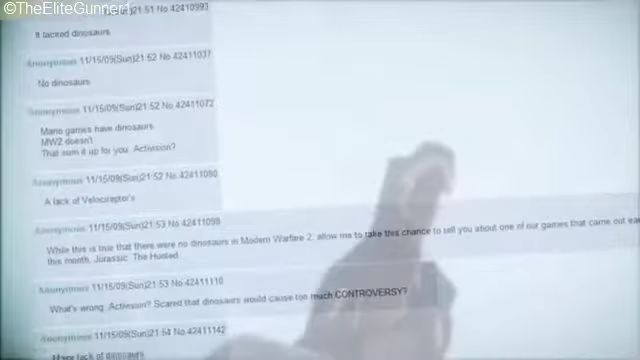 ©TheEliteGunner1
21:51 No 42410993
It lacked dinosaurs.
Anonymous 11/15/09(Sun)21:52 No 42411037
No dinosaurs
Anonymous 11/15/09(Sun)21:52 No 42411072
Mario games have dinosaurs.
MW2 doesn't
That sum it up for you, Activision?
Anonymous 11/15/09(Sun)21:52 No 42411090
A lack of Velociraptor's
Anonymous 11/15/09(Sun)21:53 No 42411098
While this is true that there were no dinosaurs in Modern Warfare 2, allow me to take this chance to tell you about one of our games that came out ea
this month, Jurassic: The Hunted.
Anonymous 11/15/09(Sun)21:53 No 42411110
What's wrong, Activision? Scared that dinosaurs would cause too much CONTROVERSY?
Anonymous 11/15/09(Sun)21:54 No 42411142
Major lack of dinosaurs